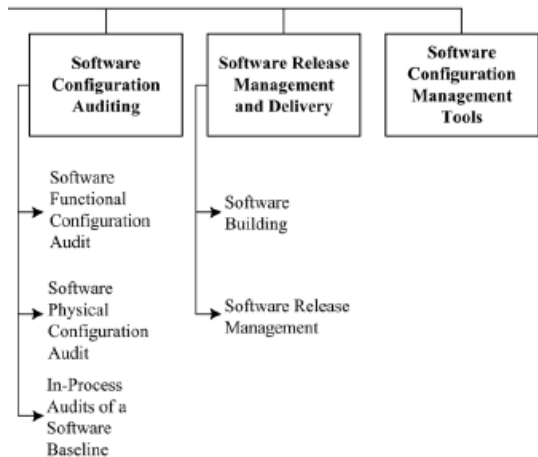 Software
Configuration
Auditing
Software Release
Management
and Delivery
Software
Configuration
Management
Tools
Software
Functional
Configuration
Audit
Software
Physical
Configuration
Audit
In-Process
Audits of a
Software
Baseline
Software
Building
Software Release
Management